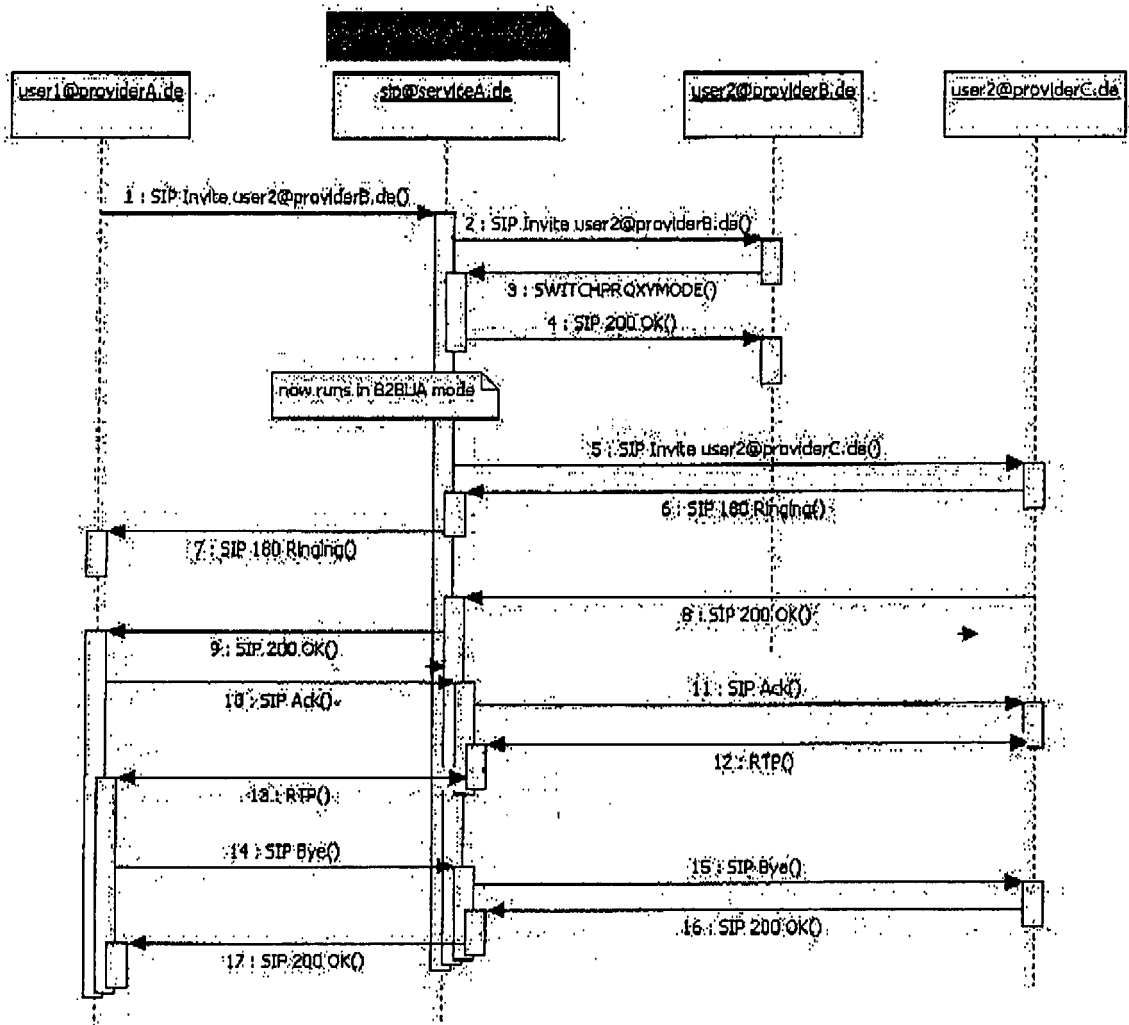 user1@providerA.de
sip@serviceA.de
user2@providerB.de
user2@providerC.de
1 : SIP Invite user2@providerB.de()
2 : SIP Invite user2@providerB.de()
3 : SWITCHPROXYMODE()
4 : SIP 200 OK()
now runs in B2BUA mode
5 : SIP Invite user2@providerC.de()
6 : SIP 180 Ringing()
7 : SIP 180 Ringing()
8 : SIP 200 OK()
9 : SIP 200 OK()
10 : SIP Ack()
11 : SIP Ack()
12 : RTP()
13 : RTP()
14 : SIP Bye()
15 : SIP Bye()
16 : SIP 200 OK()
17 : SIP 200 OK()